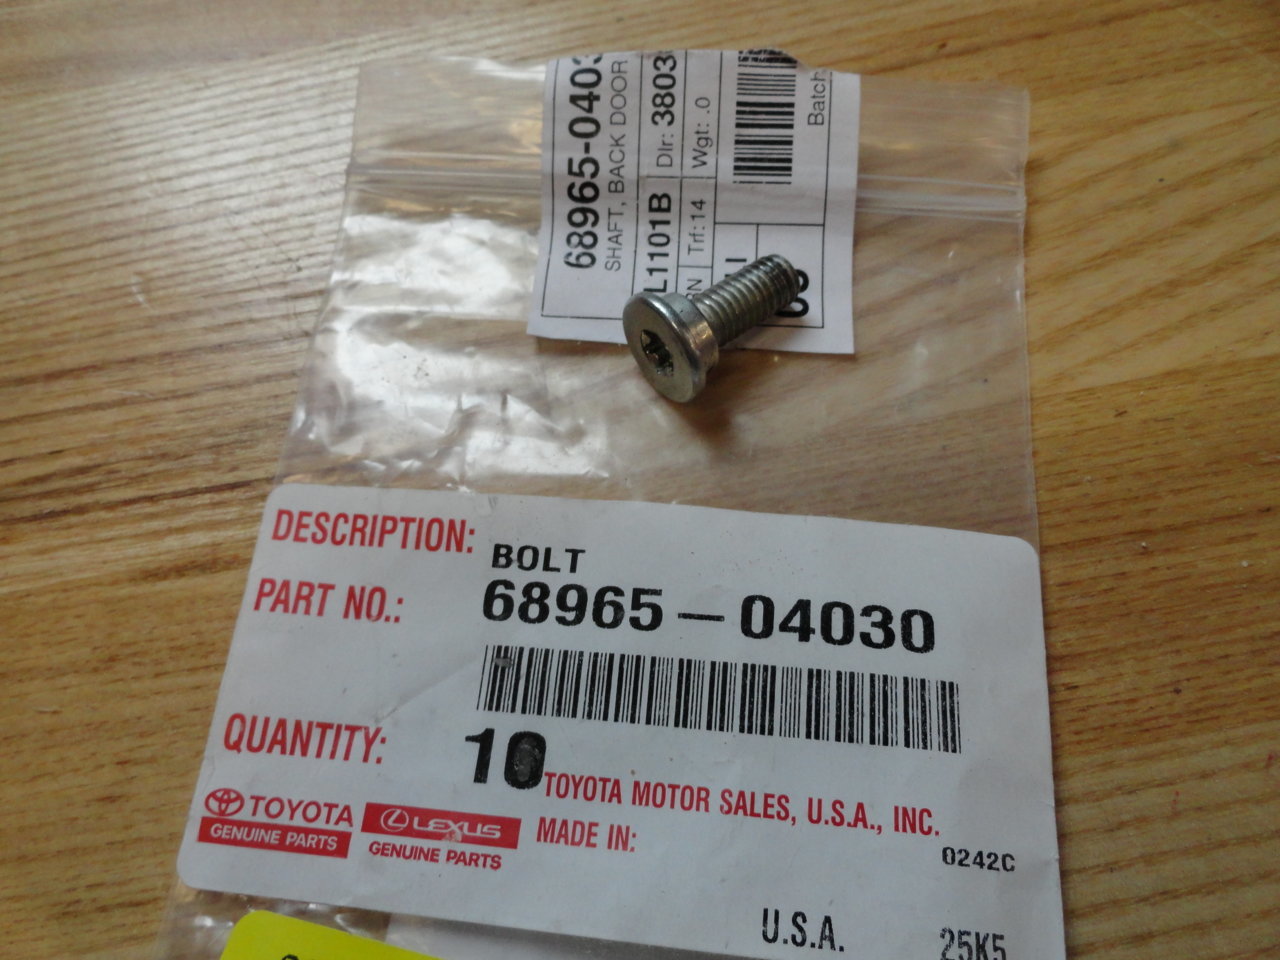 68965-0403
SHAFT, BACK DOOR
L1101B Dlr: 3803
Trf: 14 Wgt: .0
Batch
DESCRIPTION: BOLT
PART NO.: 68965-04030
QUANTITY: 10
TOYOTA MOTOR SALES, U.S.A., INC.
TOYOTA
GENUINE PARTS
LEXUS
GENUINE PARTS
MADE IN:
0242C
U.S.A.
25K5